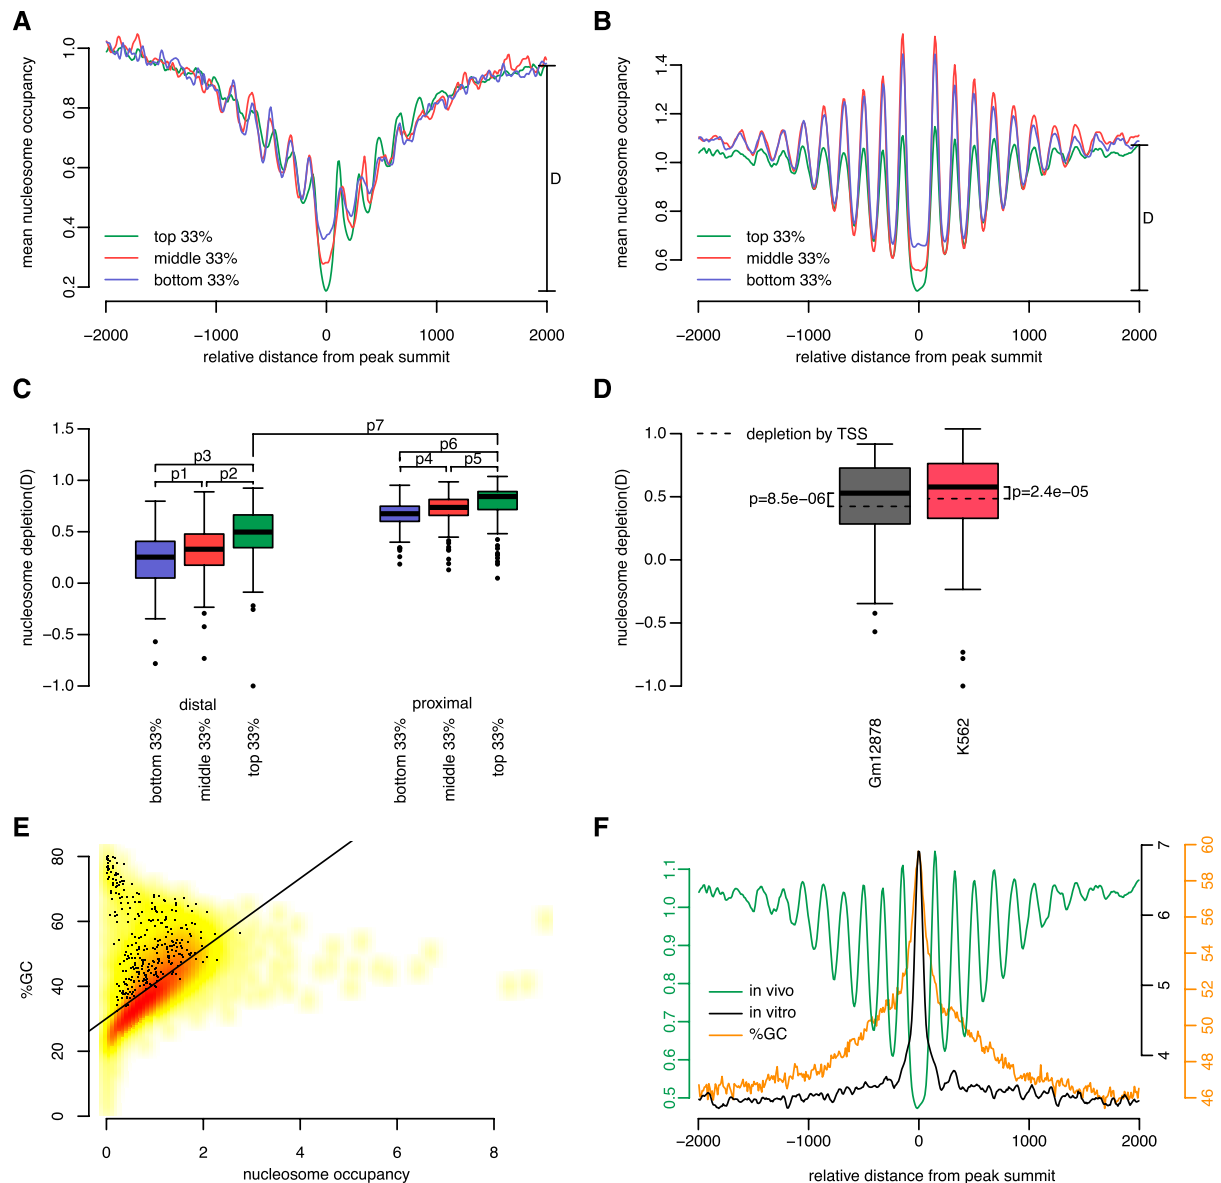 A
mean nucleosome occupancy
1.0
0.8
0.6
0.4
0.2
top 33%
middle 33%
bottom 33%
D
−2000
−1000
0
1000
2000
relative distance from peak summit
B
mean nucleosome occupancy
1.4
1.2
1.0
0.8
0.6
top 33%
middle 33%
bottom 33%
D
−2000
−1000
0
1000
2000
relative distance from peak summit
C
nucleosome depletion(D)
1.5
1.0
0.5
0.0
−0.5
−1.0
p7
p3
p6
p1
p2
p4
p5
distal
proximal
bottom 33%
middle 33%
top 33%
bottom 33%
middle 33%
top 33%
D
nucleosome depletion(D)
1.0
0.5
0.0
−0.5
−1.0
depletion by TSS
p=8.5e−06
p=2.4e−05
Gm12878
K562
E
%GC
80
60
40
20
0
0
2
4
6
8
nucleosome occupancy
F
1.1
1.0
0.9
0.8
0.7
0.6
0.5
in vivo
in vitro
%GC
7
6
5
4
60
58
56
54
52
50
48
46
−2000
−1000
0
1000
2000
relative distance from peak summit